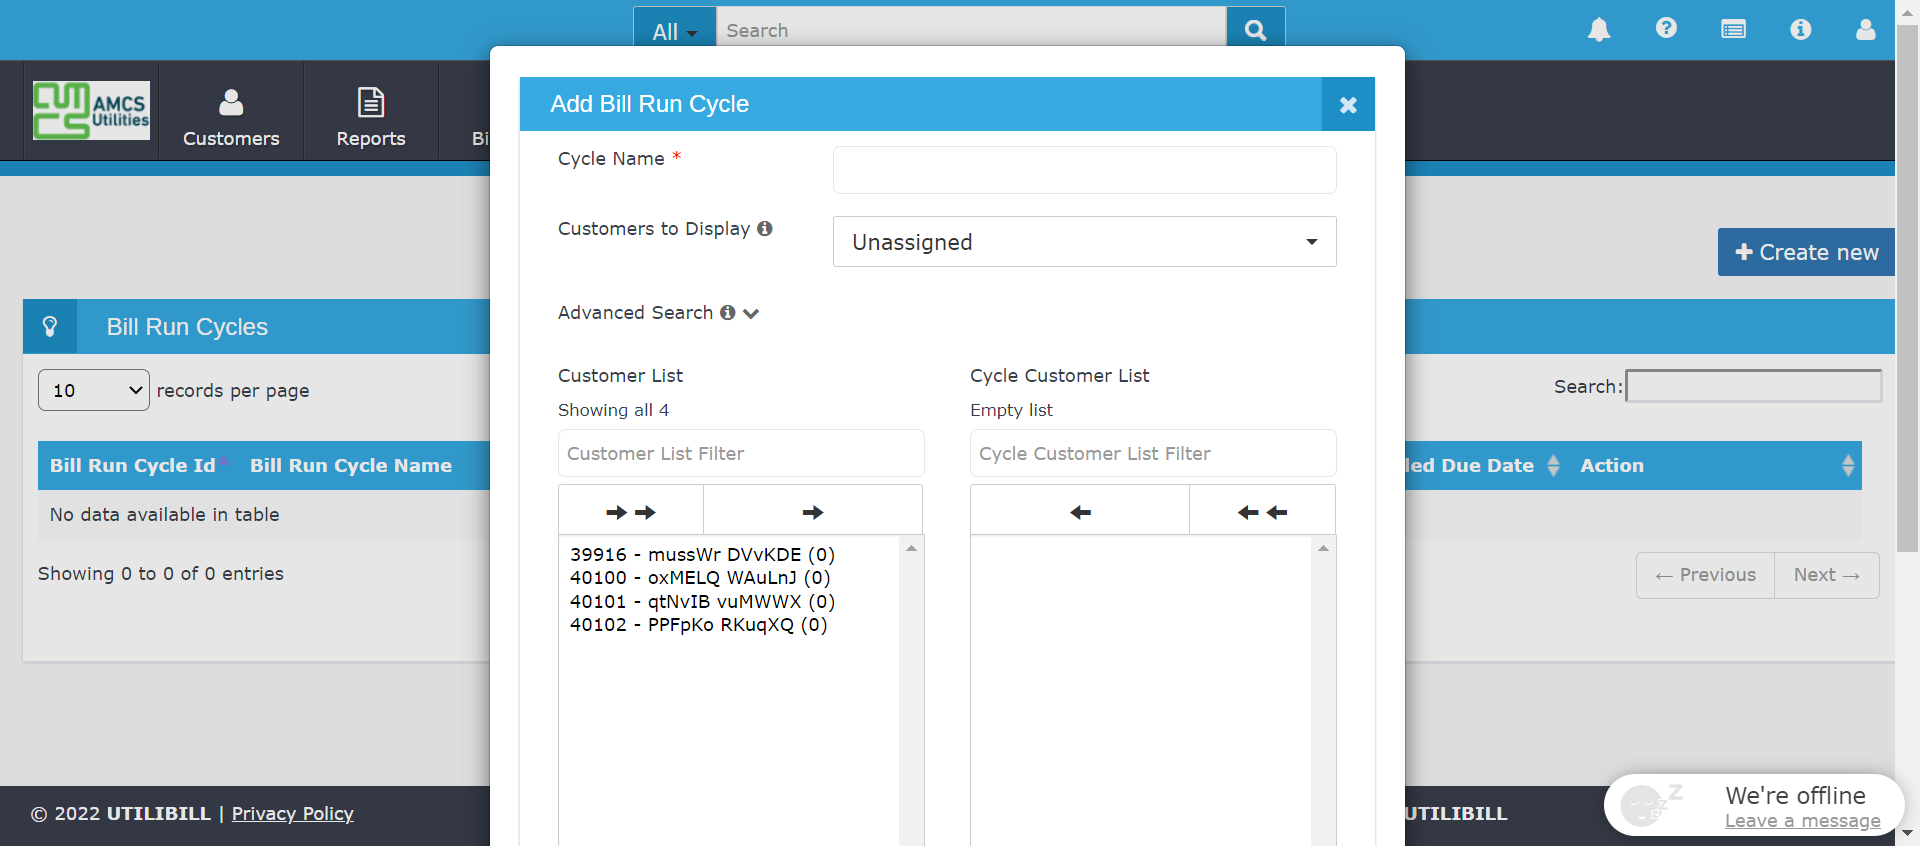 All
Search
AMCS
Utilities
Customers
Reports
Bi
Add Bill Run Cycle
Cycle Name *
Customers to Display
Unassigned
Create new
Advanced Search
Bill Run Cycles
10 records per page
Search:
Customer List
Showing all 4
Customer List Filter
Cycle Customer List
Empty list
Cycle Customer List Filter
Bill Run Cycle Id
Bill Run Cycle Name
led Due Date
Action
No data available in table
Showing 0 to 0 of 0 entries
← Previous
Next →
39916 - mussWr DVvKDE (0)
40100 - oxMELQ WAuLnJ (0)
40101 - qtNvIB vuMWWX (0)
40102 - PPFpKo RKuqXQ (0)
© 2022 UTILIBILL | Privacy Policy
UTILIBILL
We're offline
Leave a message